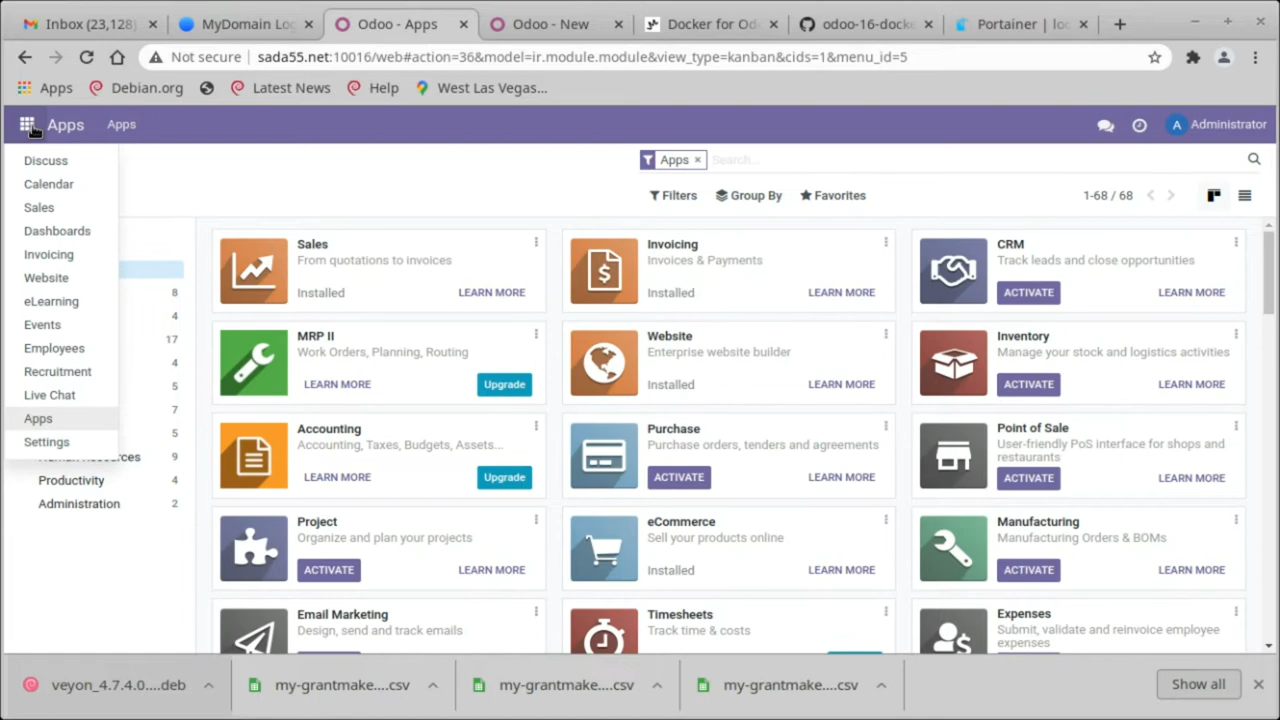 Inbox (23,128)
MyDomain Lo
Odoo - Apps
Odoo - New
Docker for Od
odoo-16-docke
Portainer | loc
Not secure
sada55.net:10016/web#action=36&model=ir.module.module&view_type=kanban&cids=1&menu_id=5
Apps
Debian.org
Latest News
Help
West Las Vegas...
Apps
Apps
A
Administrator
Discuss
Calendar
Sales
Dashboards
Invoicing
Website
eLearning
Events
Employees
Recruitment
Live Chat
Apps
Settings
Apps ×
Search...
Filters
Group By
Favorites
1-68 / 68
8
4
17
4
5
7
5
9
Productivity 4
Administration 2
Sales
From quotations to invoices
Installed LEARN MORE
Invoicing
Invoices & Payments
Installed LEARN MORE
CRM
Track leads and close opportunities
ACTIVATE LEARN MORE
MRP II
Work Orders, Planning, Routing
LEARN MORE Upgrade
Website
Enterprise website builder
Installed LEARN MORE
Inventory
Manage your stock and logistics activities
ACTIVATE LEARN MORE
Accounting
Accounting, Taxes, Budgets, Assets...
LEARN MORE Upgrade
Purchase
Purchase orders, tenders and agreements
ACTIVATE LEARN MORE
Point of Sale
User-friendly PoS interface for shops and
restaurants
ACTIVATE LEARN MORE
Project
Organize and plan your projects
ACTIVATE LEARN MORE
eCommerce
Sell your products online
Installed LEARN MORE
Manufacturing
Manufacturing Orders & BOMs
ACTIVATE LEARN MORE
Email Marketing
Design, send and track emails
Timesheets
Track time & costs
Expenses
Submit, validate and reinvoice employee
expenses
veyon_4.7.4.0....deb
my-grantmake....csv
my-grantmake....csv
my-grantmake....csv
Show all